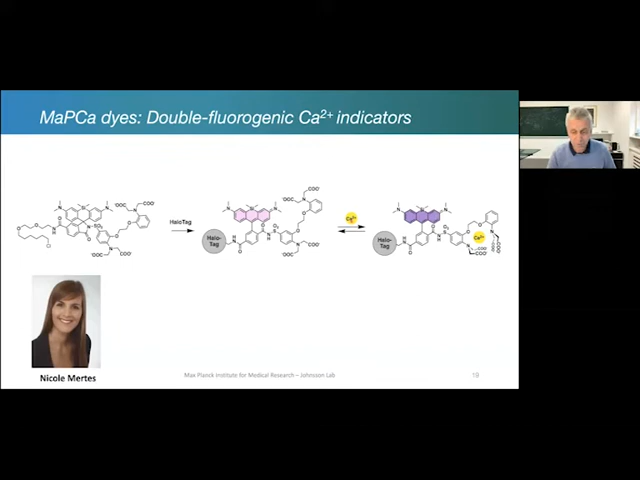 MaPCa dyes: Double-fluorogenic Ca2+ indicators
HaloTag
Halo-
Tag
Ca2+
Halo-
Tag
Ca2+
Nicole Mertes
Max Planck Institute for Medical Research – Johnsson Lab
19